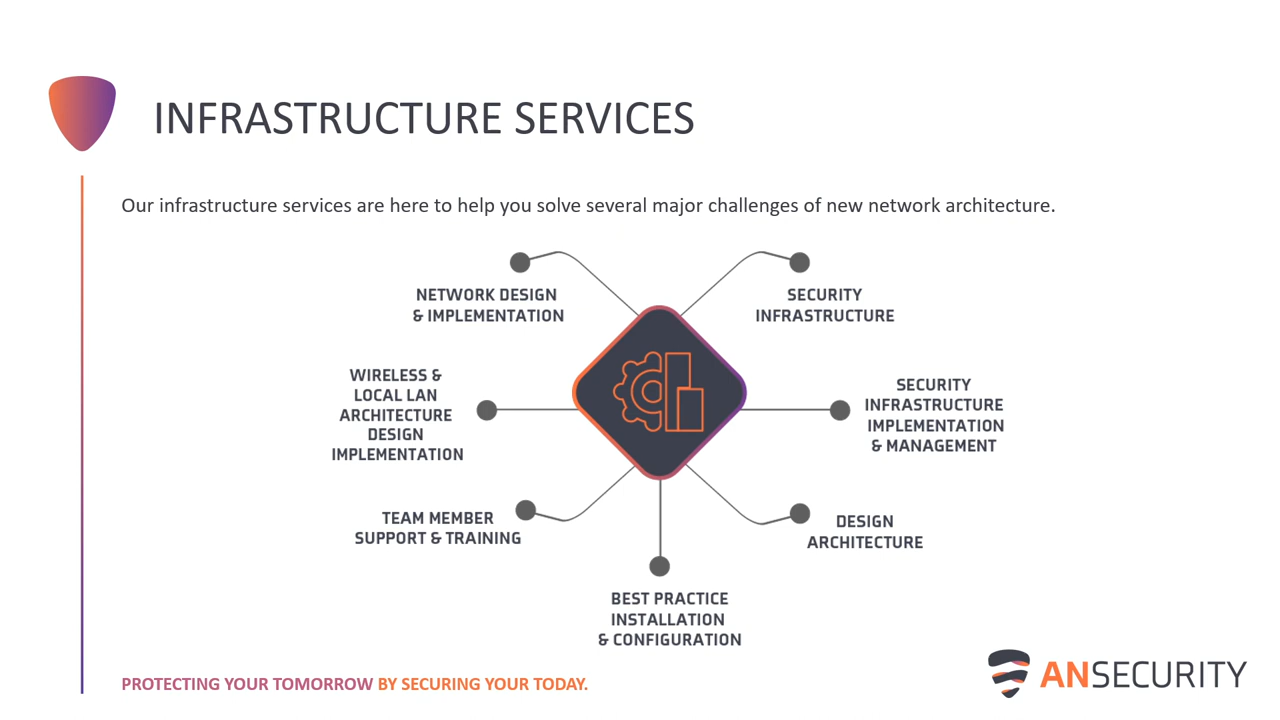 INFRASTRUCTURE SERVICES
Our infrastructure services are here to help you solve several major challenges of new network architecture.
NETWORK DESIGN
& IMPLEMENTATION
SECURITY
INFRASTRUCTURE
WIRELESS &
LOCAL LAN
ARCHITECTURE
DESIGN
IMPLEMENTATION
SECURITY
INFRASTRUCTURE
IMPLEMENTATION
& MANAGEMENT
TEAM MEMBER
SUPPORT & TRAINING
DESIGN
ARCHITECTURE
BEST PRACTICE
INSTALLATION
& CONFIGURATION
PROTECTING YOUR TOMORROW BY SECURING YOUR TODAY.
ANSECURITY